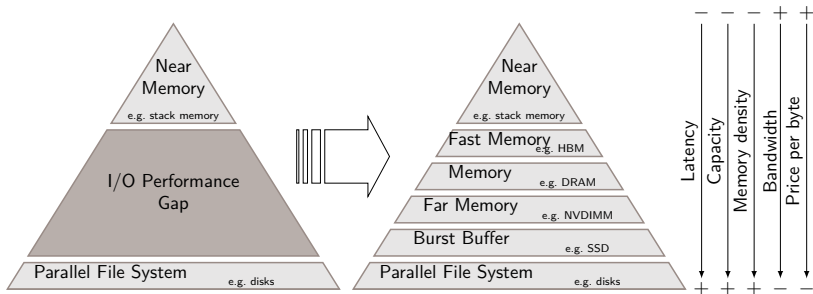 Near
Memory
e.g. stack memory
I/O Performance
Gap
Parallel File System
e.g. disks
Near
Memory
e.g. stack memory
Fast Memory
e.g. HBM
Memory
e.g. DRAM
Far Memory
e.g. NVDIMM
Burst Buffer
e.g. SSD
Parallel File System
e.g. disks
− − − + +
Latency
Capacity
Memory density
Bandwidth
Price per byte
+ + + − −